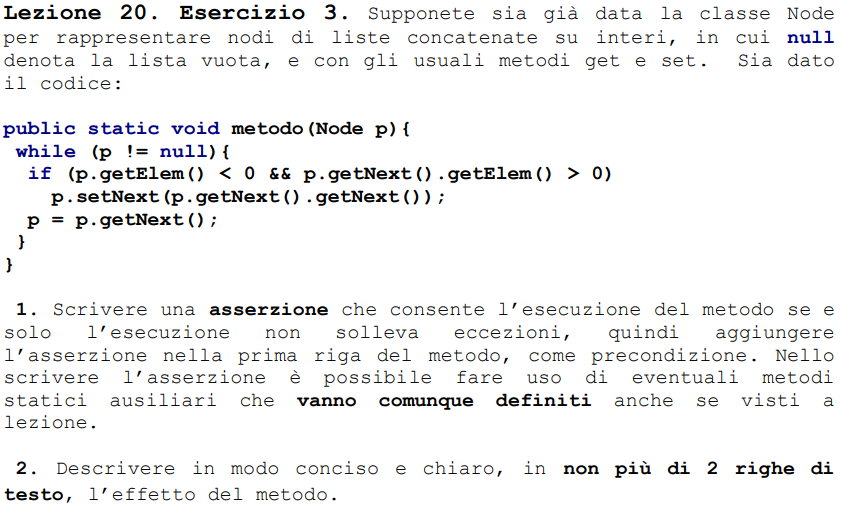 Lezione 20. Esercizio 3. Supponete sia già data la classe Node
per rappresentare nodi di liste concatenate su interi, in cui null
denota la lista vuota, e con gli usuali metodi get e set. Sia dato
il codice:
public static void metodo(Node p){
while (p != null){
if (p.getElem() < 0 && p.getNext().getElem() > 0)
p.setNext(p.getNext().getNext());
p = p.getNext();
}
}
1. Scrivere una asserzione che consente l’esecuzione del metodo se e
solo l’esecuzione non solleva eccezioni, quindi aggiungere
l’asserzione nella prima riga del metodo, come precondizione. Nello
scrivere l’asserzione è possibile fare uso di eventuali metodi
statici ausiliari che vanno comunque definiti anche se visti a
lezione.
2. Descrivere in modo conciso e chiaro, in non più di 2 righe di
testo, l’effetto del metodo.